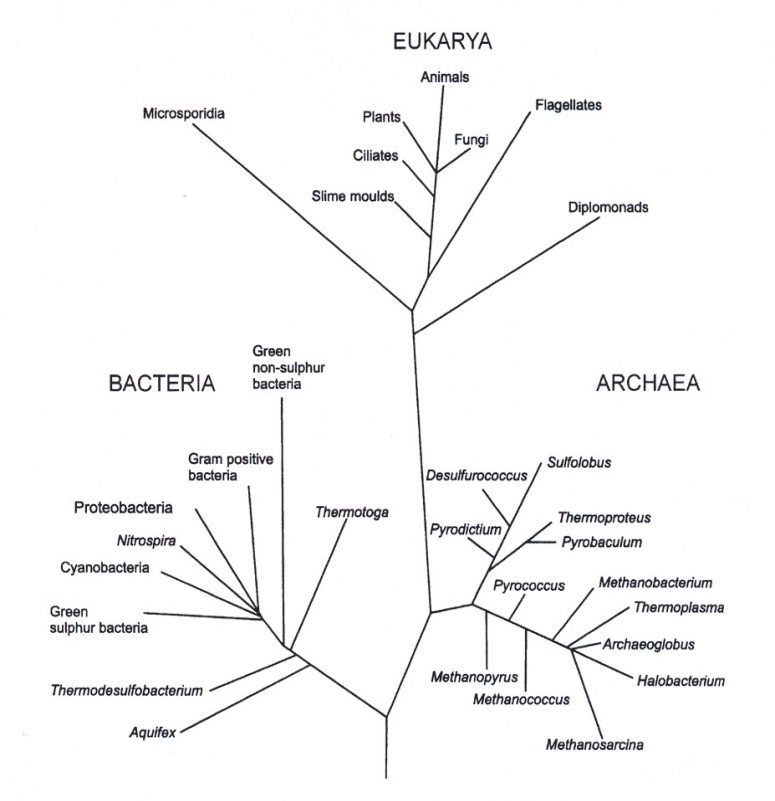 EUKARYA
Animals
Microsporidia
Plants
Flagellates
Fungi
Ciliates
Slime moulds
Diplomonads
Green
non-sulphur
bacteria
BACTERIA
ARCHAEA
Gram positive
bacteria
Desulfurococcus
Sulfolobus
Proteobacteria
Thermotoga
Thermoproteus
Pyrodictium
Nitrospira
Pyrobaculum
Cyanobacteria
Pyrococcus
Methanobacterium
Green
sulphur bacteria
Thermoplasma
Archaeoglobus
Methanopyrus
Halobacterium
Thermodesulfobacterium
Methanococcus
Aquifex
Methanosarcina